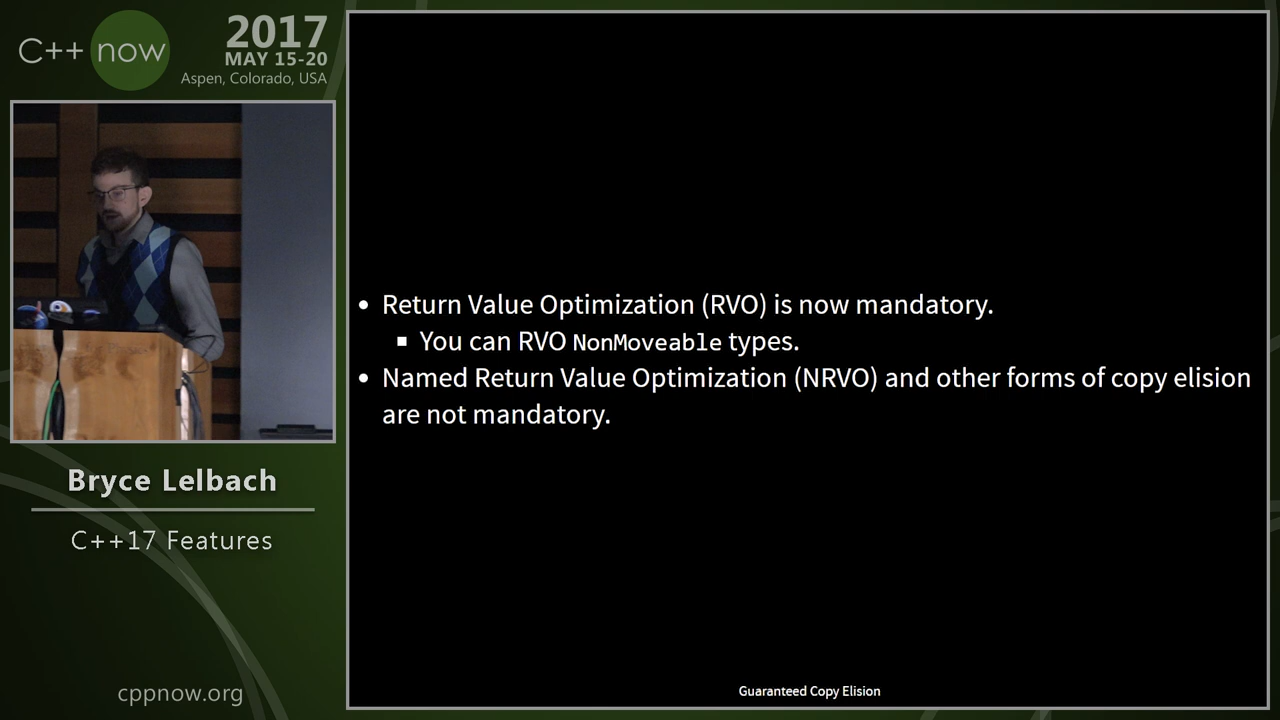 C++ now
2017
MAY 15-20
Aspen, Colorado, USA
Bryce Lelbach
C++17 Features
cppnow.org
• Return Value Optimization (RVO) is now mandatory.
▪ You can RVO NonMoveable types.
• Named Return Value Optimization (NRVO) and other forms of copy elision
are not mandatory.
Guaranteed Copy Elision